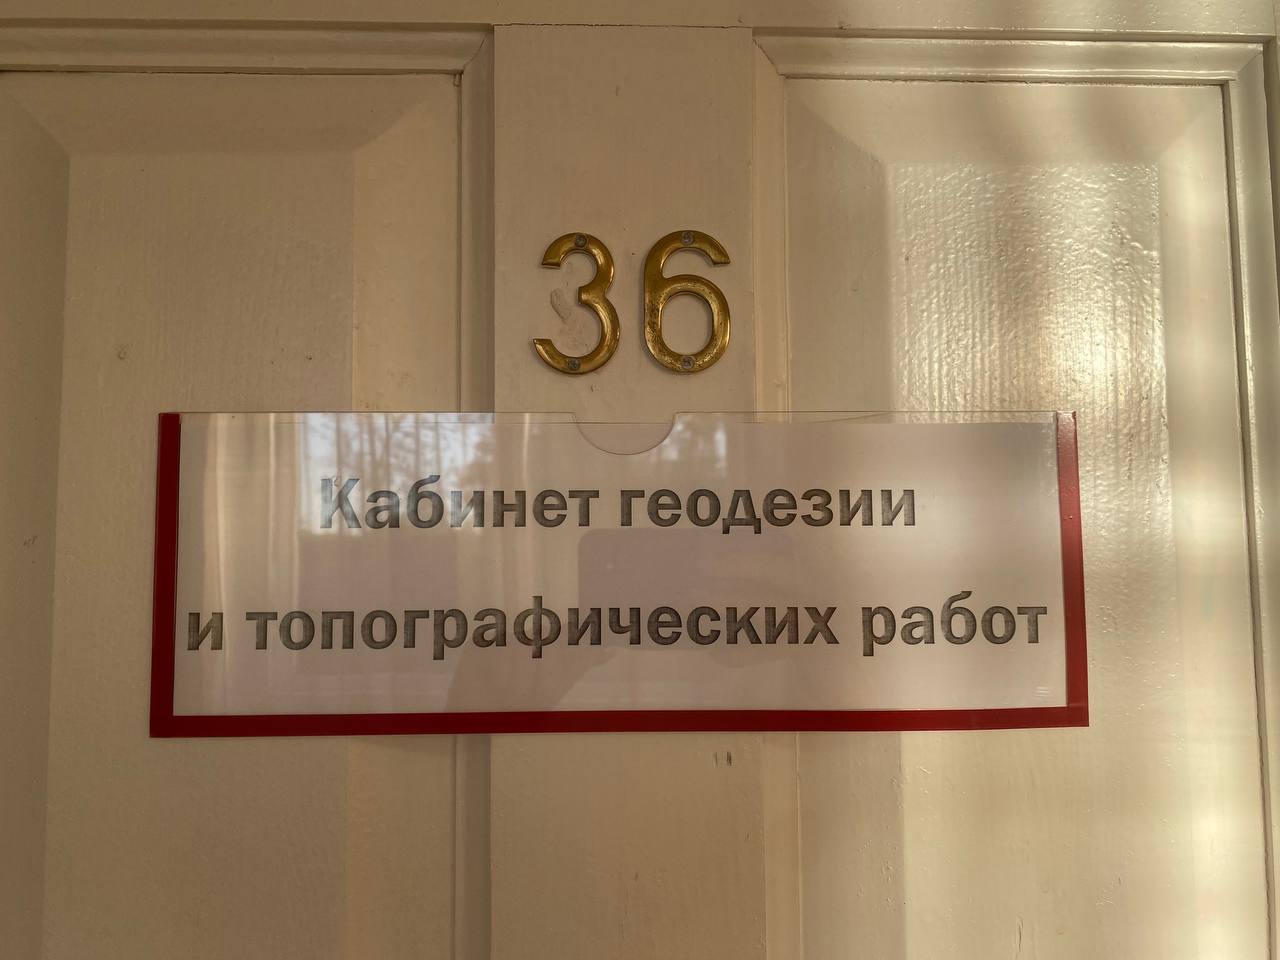 36
Кабинет геодезии
и топографических работ